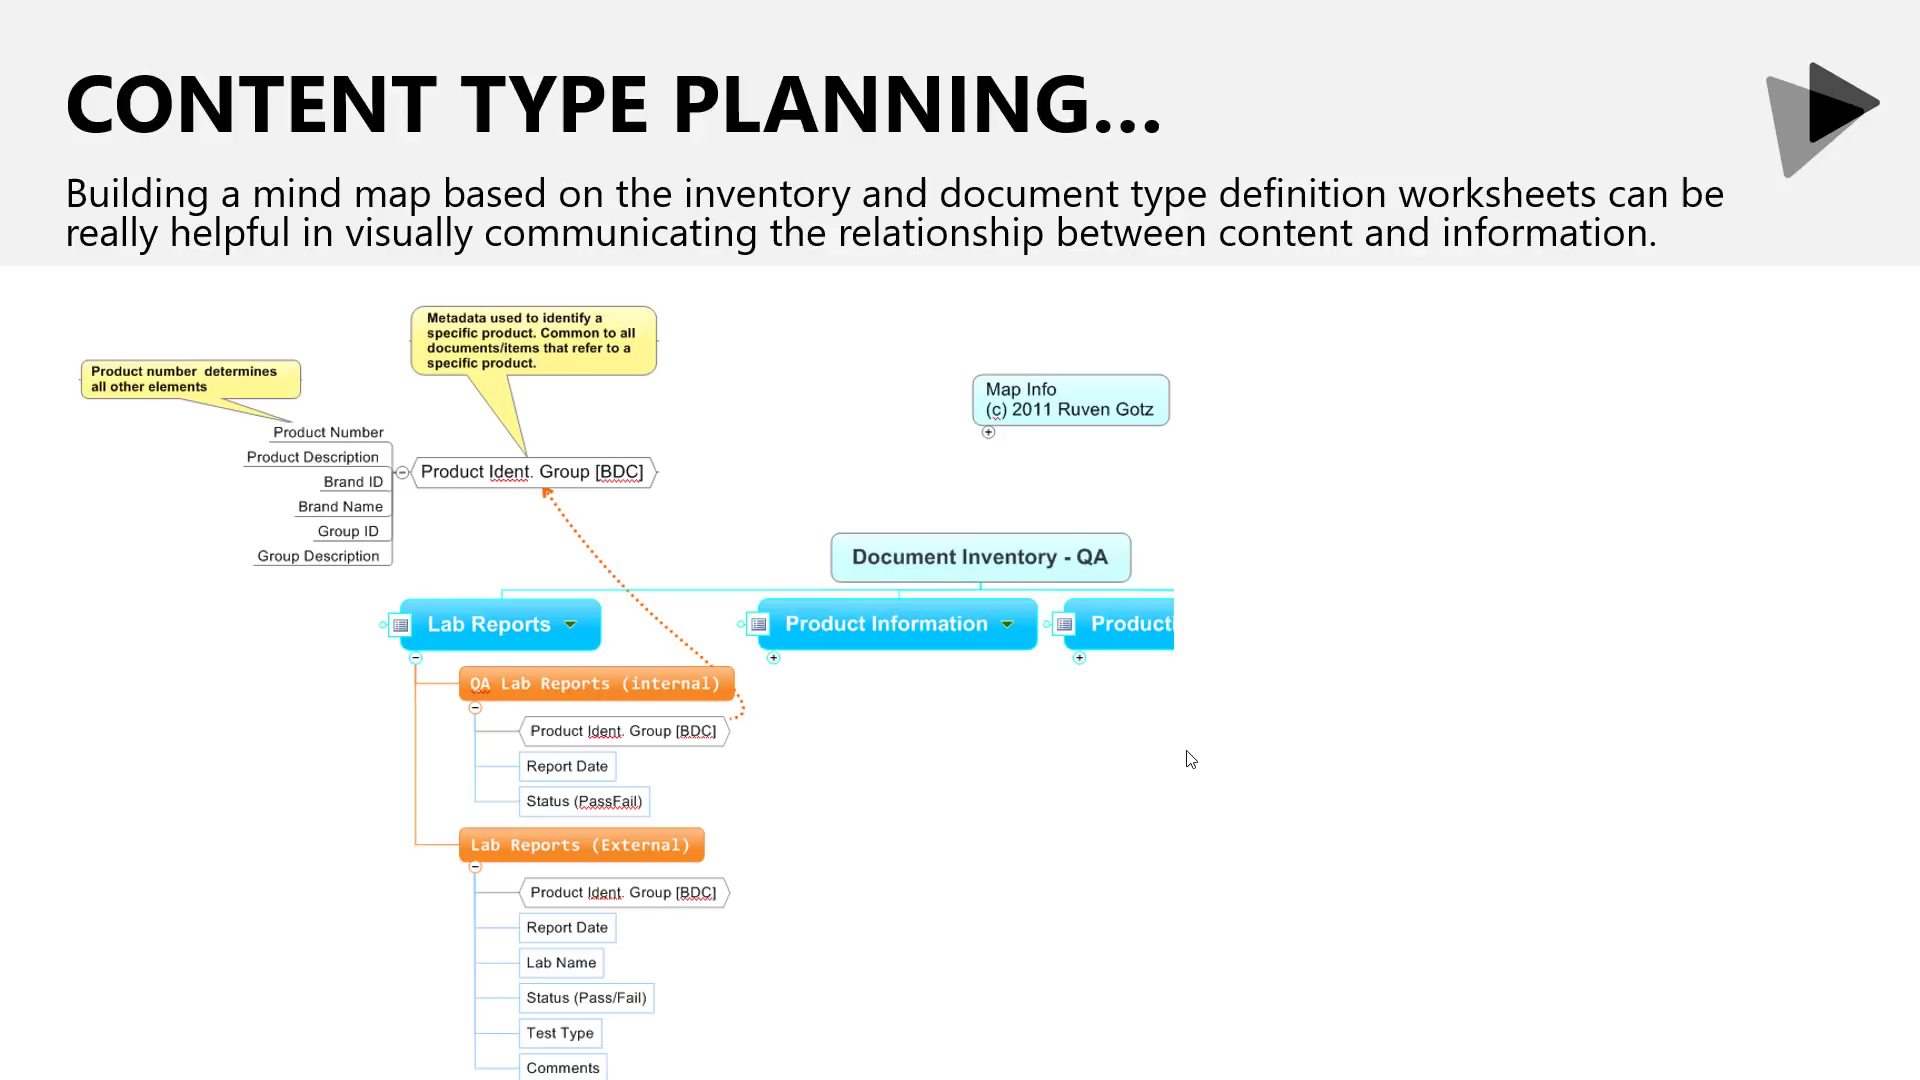 CONTENT TYPE PLANNING...
Building a mind map based on the inventory and document type definition worksheets can be
really helpful in visually communicating the relationship between content and information.
Metadata used to identify a
specific product. Common to all
documents/items that refer to a
specific product.
Product number determines
all other elements
Map Info
(c) 2011 Ruven Gotz
Product Number
Product Description
Brand ID
Brand Name
Group ID
Group Description
Product Ident. Group [BDC]
Document Inventory - QA
Lab Reports
Product Information
Producti
QA Lab Reports (internal)
Product Ident. Group [BDC]
Report Date
Status (PassFail)
Lab Reports (External)
Product Ident. Group [BDC]
Report Date
Lab Name
Status (Pass/Fail)
Test Type
Comments